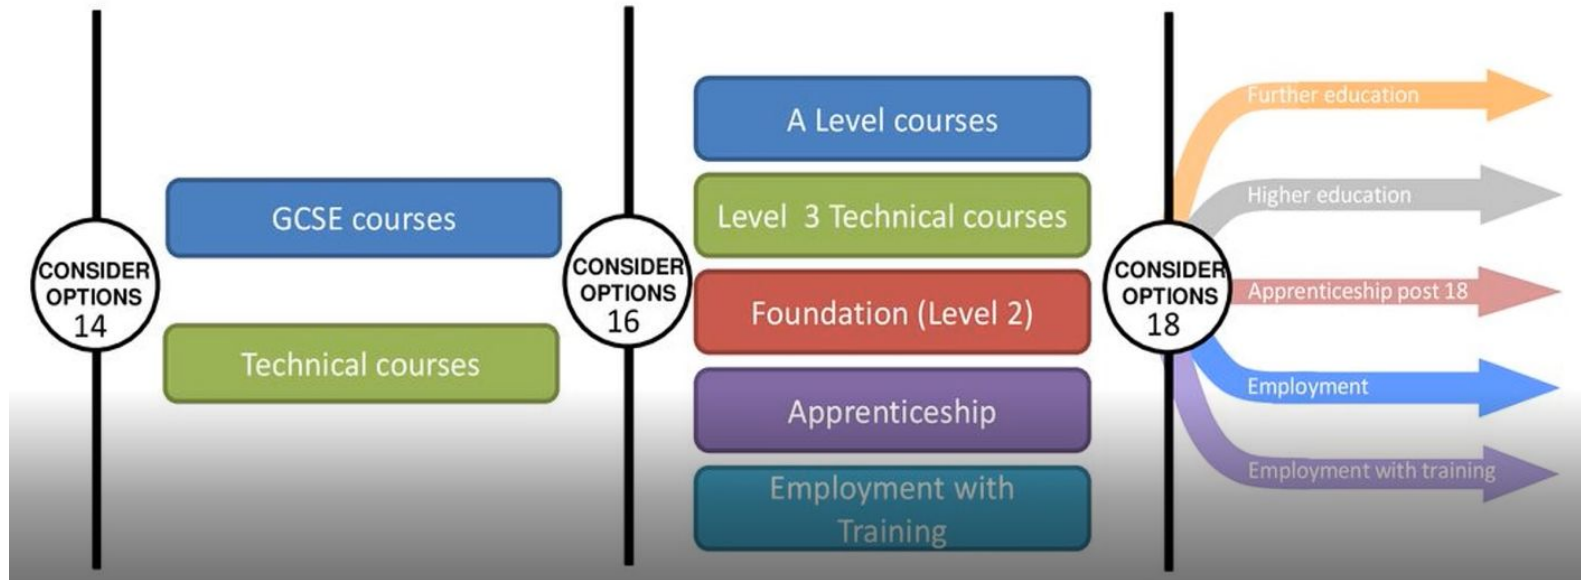 CONSIDER
OPTIONS
14
GCSE courses
Technical courses
CONSIDER
OPTIONS
16
A Level courses
Level 3 Technical courses
Foundation (Level 2)
Apprenticeship
Employment with
Training
CONSIDER
OPTIONS
18
Further education
Higher education
Apprenticeship post 18
Employment
Employment with training